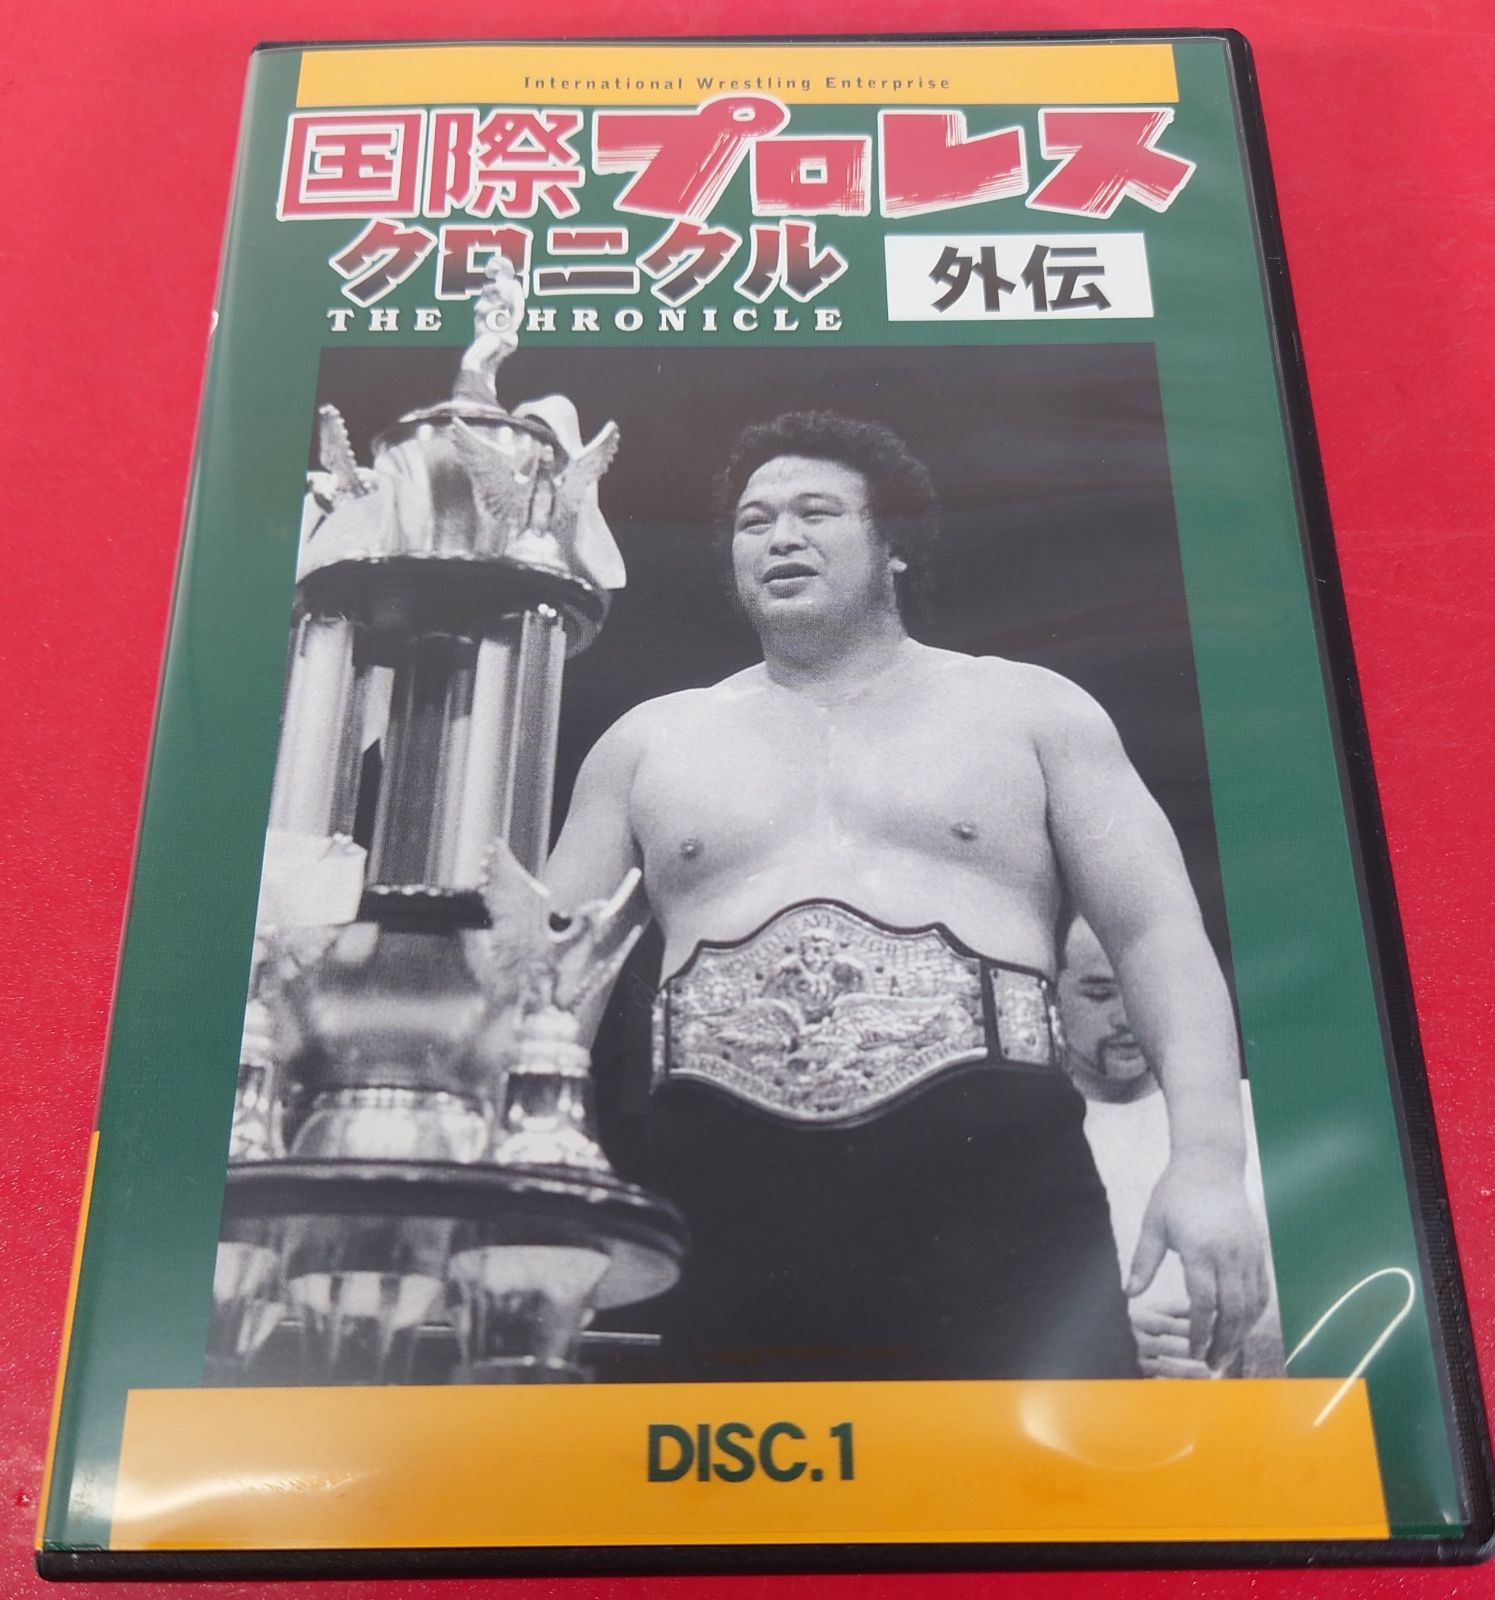 International Wrestling Enterprise
国際プロレス
クロニクル
外伝
THE CHRONICLE
DISC.1